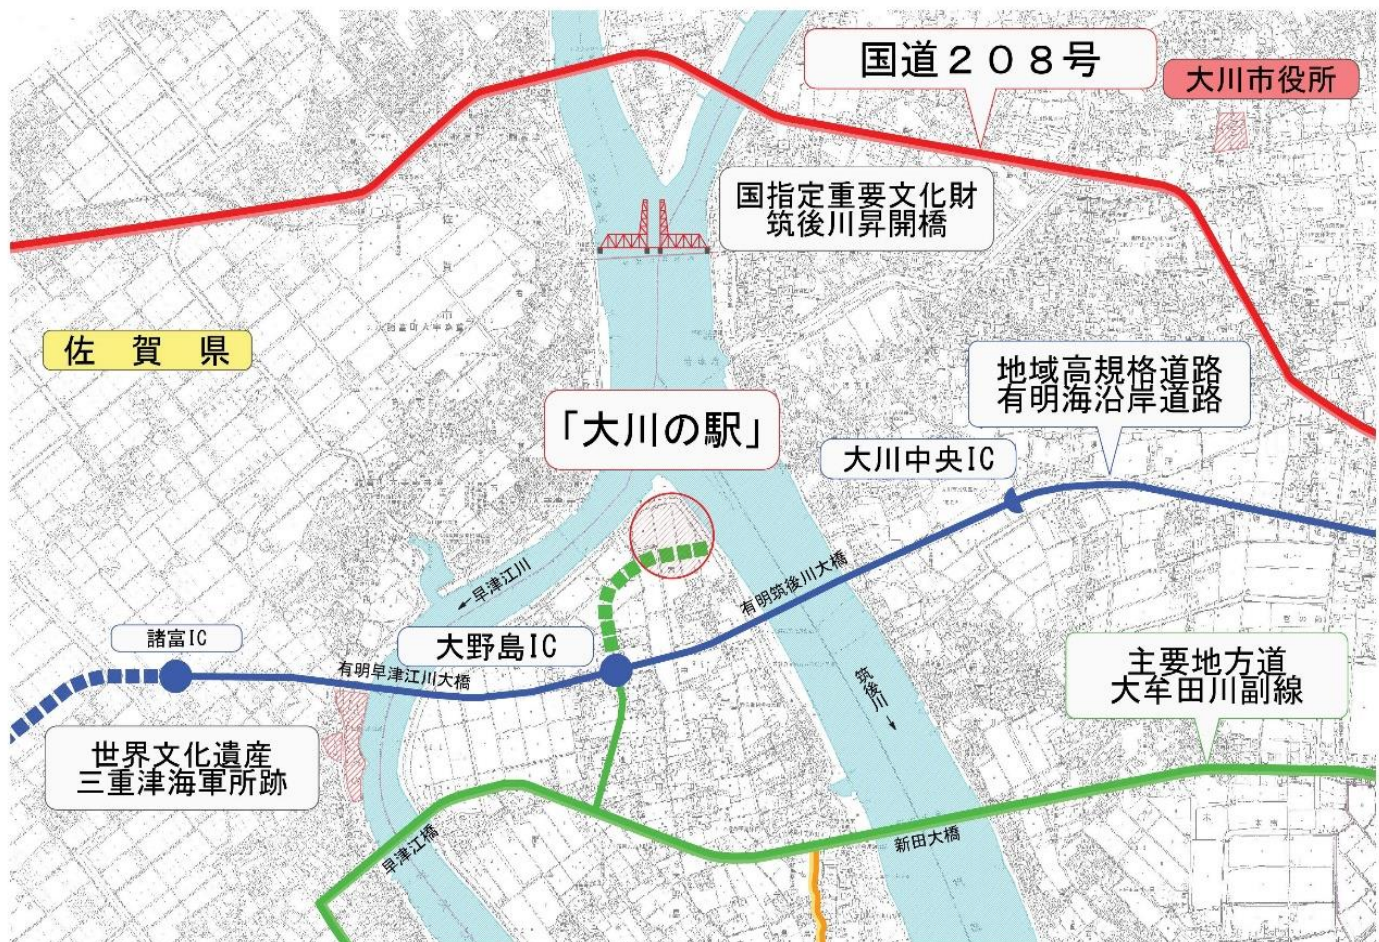 国道２０８号
大川市役所
国指定重要文化財
筑後川昇開橋
佐賀県
地域高規格道路
有明海沿岸道路
「大川の駅」
大川中央IC
早津江川
有明筑後川大橋
諸富IC
大野島IC
有明早津江川大橋
筑後川
主要地方道
大牟田川副線
世界文化遺産
三重津海軍所跡
早津江橋
新田大橋